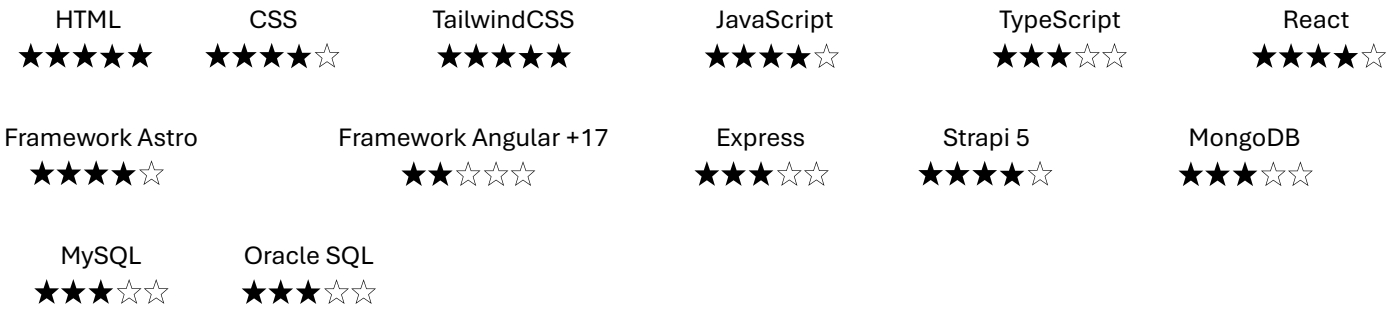 HTML CSS TailwindCSS JavaScript TypeScript React
★★★★★ ★★★★☆ ★★★★★ ★★★★☆ ★★★☆☆ ★★★★☆
Framework Astro Framework Angular +17 Express Strapi 5 MongoDB
★★★★☆ ★★☆☆☆ ★★★☆☆ ★★★★☆ ★★★☆☆
MySQL Oracle SQL
★★★☆☆ ★★★☆☆